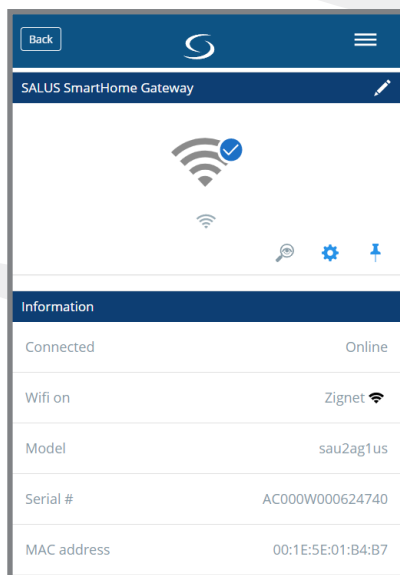 Back
SALUS SmartHome Gateway
Information
Connected Online
Wifi on Zignet
Model sau2ag1us
Serial # AC000W000624740
MAC address 00:1E:5E:01:B4:B7